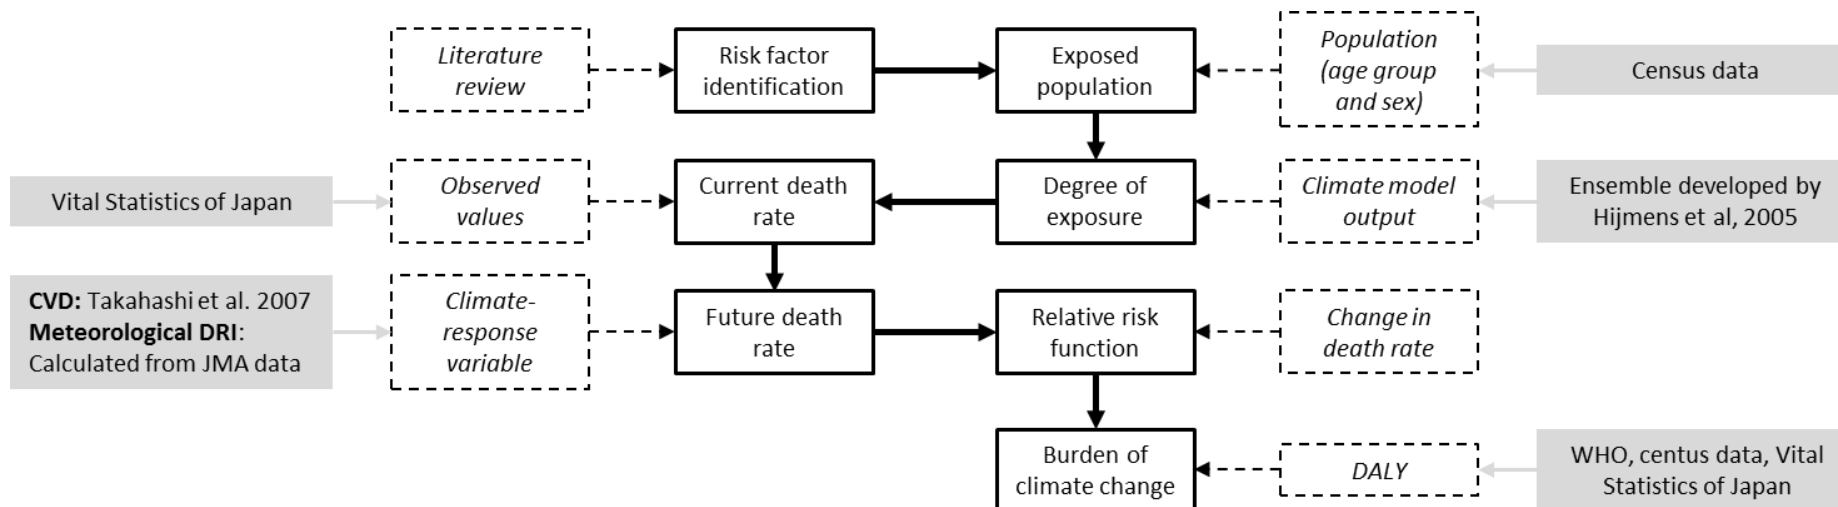 Literature
review
Risk factor
identification
Exposed
population
Population
(age group
and sex)
Census data
Vital Statistics of Japan
Observed
values
Current death
rate
Degree of
exposure
Climate model
output
Ensemble developed by
Hijmens et al, 2005
CVD: Takahashi et al. 2007
Meteorological DRI:
Calculated from JMA data
Climate-
response
variable
Future death
rate
Relative risk
function
Change in
death rate
Burden of
climate change
DALY
WHO, centus data, Vital
Statistics of Japan